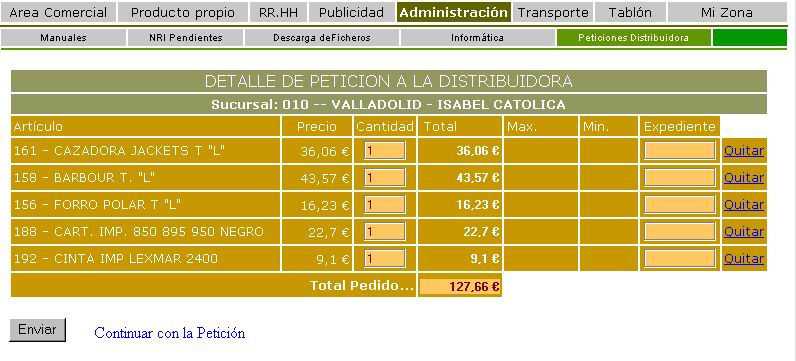 Area Comercial Producto propio RR.HH Publicidad Administración Transporte Tablón Mi Zona
Manuales NRI Pendientes Descarga deFicheros Informática Peticiones Distribuidora
DETALLE DE PETICION A LA DISTRIBUIDORA
Sucursal: 010 -- VALLADOLID - ISABEL CATOLICA
Artículo Precio Cantidad Total Max. Min. Expediente
161 - CAZADORA JACKETS T "L" 36,06 € 1 36,06 € Quitar
158 - BARBOUR T. "L" 43,57 € 1 43,57 € Quitar
156 - FORRO POLAR T "L" 16,23 € 1 16,23 € Quitar
188 - CART. IMP. 850 895 950 NEGRO 22,7 € 1 22,7 € Quitar
192 - CINTA IMP LEXMAR 2400 9,1 € 1 9,1 € Quitar
Total Pedido... 127,66 €
Enviar Continuar con la Petición